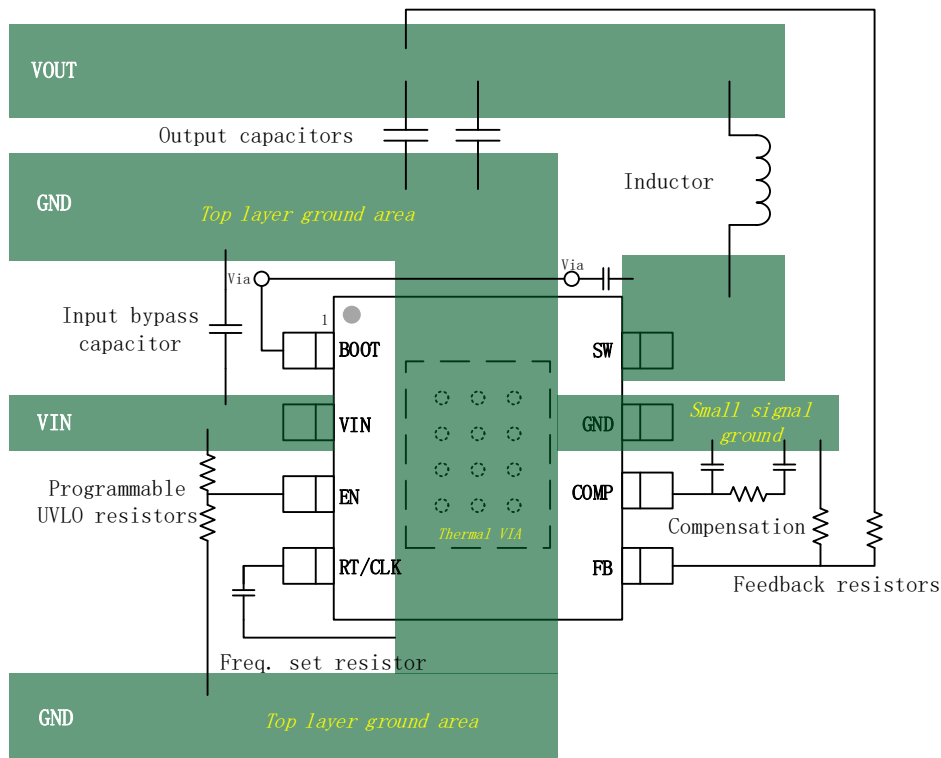 VOUT
Output capacitors
Inductor
GND
Top layer ground area
Via
Via
Input bypass
capacitor
1
BOOT
SW
VIN
VIN
GND
Small signal
ground
Programmable
UVLO resistors
EN
COMP
Compensation
Thermal VIA
RT/CLK
FB
Feedback resistors
Freq. set resistor
GND
Top layer ground area